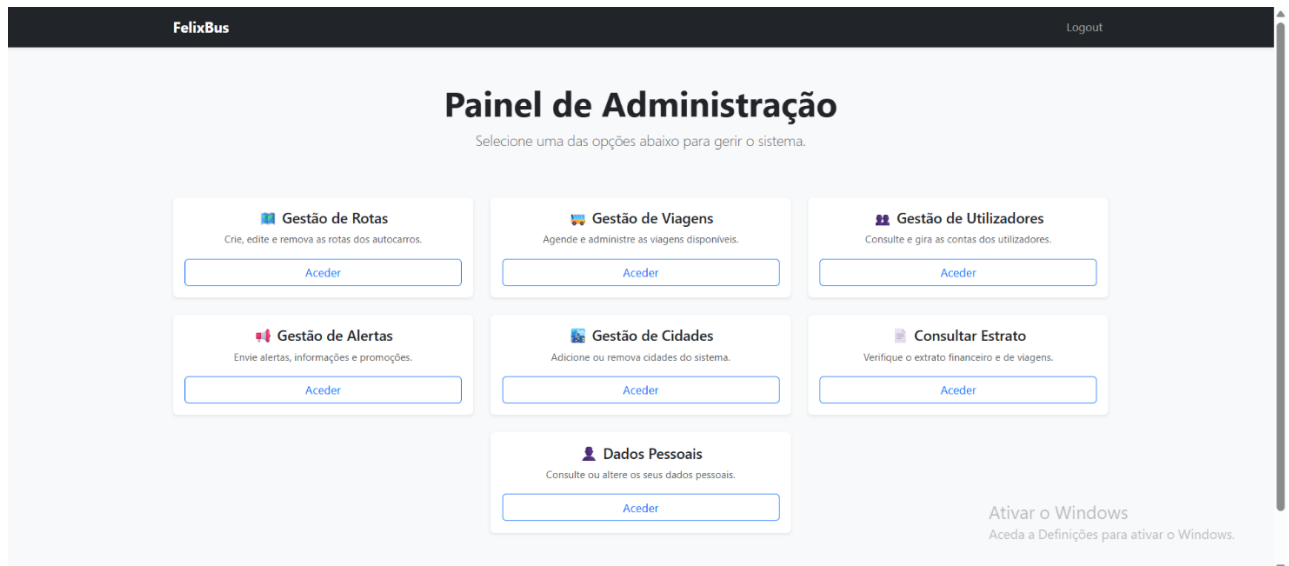 FelixBus
Logout
Painel de Administração
Selecione uma das opções abaixo para gerir o sistema.
Gestão de Rotas
Crie, edite e remova as rotas dos autocarros.
Aceder
Gestão de Viagens
Agende e administre as viagens disponíveis.
Aceder
Gestão de Utilizadores
Consulte e gira as contas dos utilizadores.
Aceder
Gestão de Alertas
Envie alertas, informações e promoções.
Aceder
Gestão de Cidades
Adicione ou remova cidades do sistema.
Aceder
Consultar Estrato
Verifique o extrato financeiro e de viagens.
Aceder
Dados Pessoais
Consulte ou altere os seus dados pessoais.
Aceder
Ativar o Windows
Aceda a Definições para ativar o Windows.